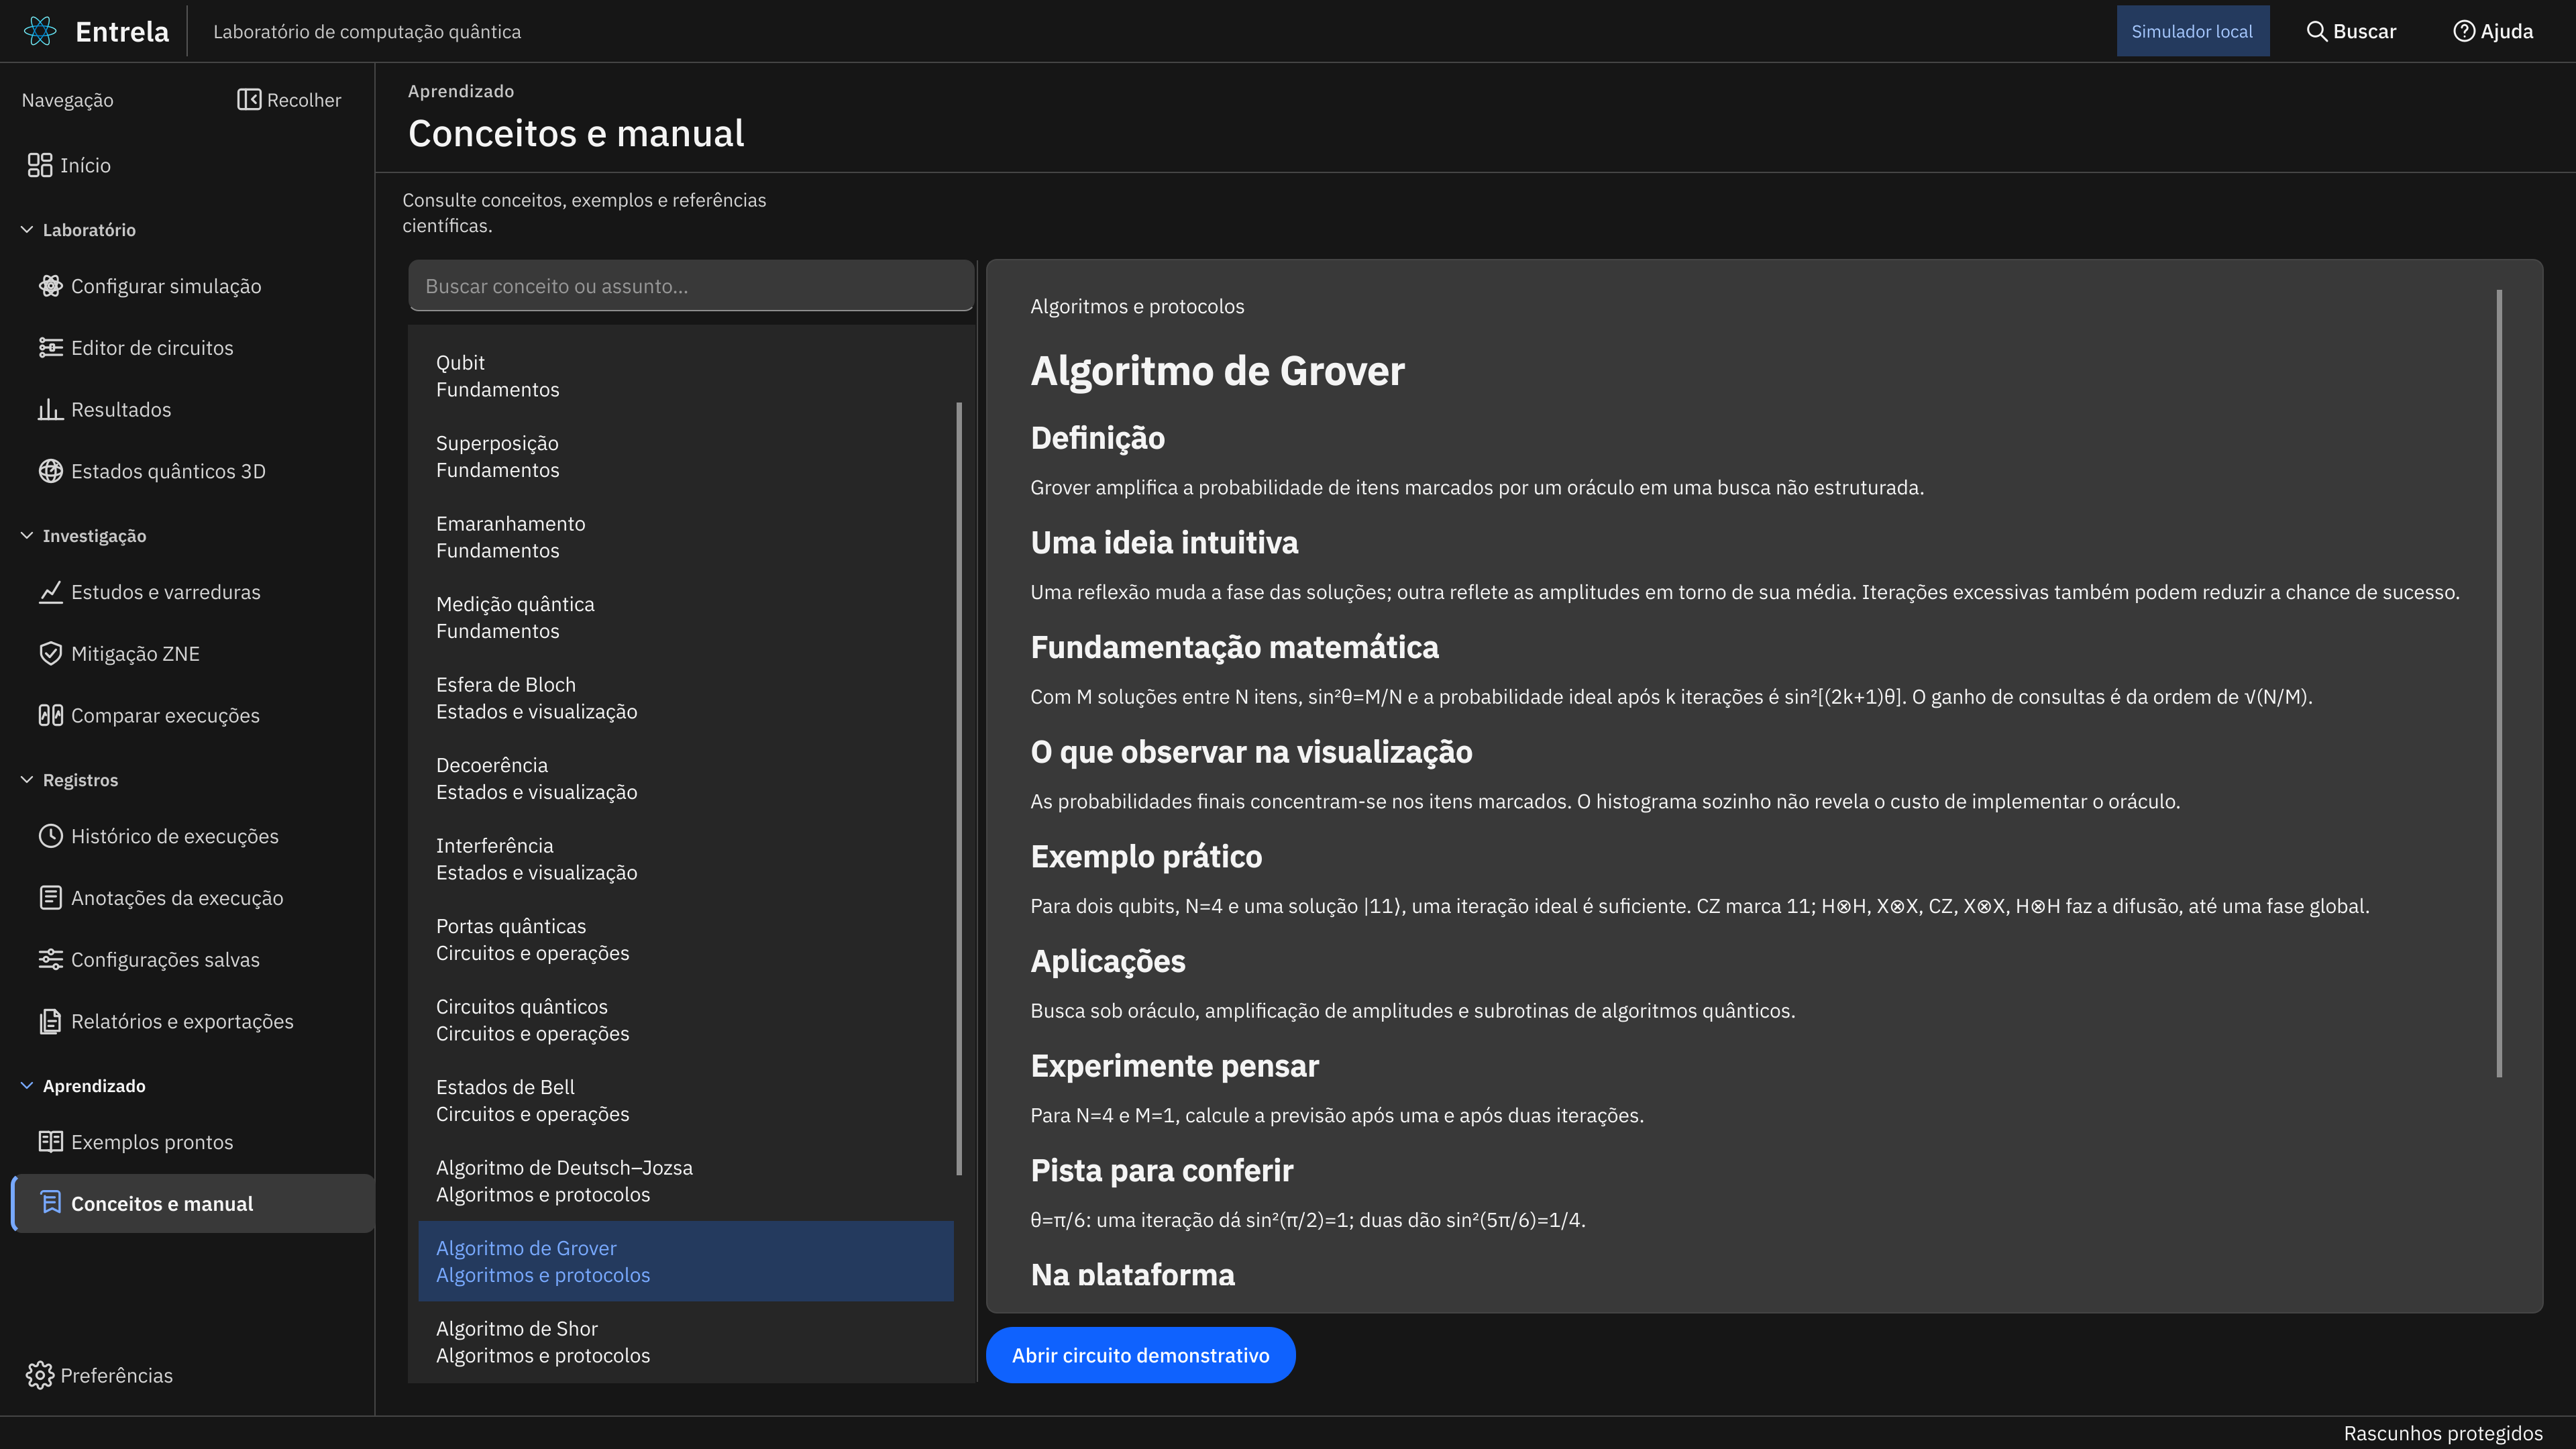 Entrela
Laboratório de computação quântica
Simulador local
Buscar
Ajuda
Navegação
Recolher
Início
Laboratório
Configurar simulação
Editor de circuitos
Resultados
Estados quânticos 3D
Investigação
Estudos e varreduras
Mitigação ZNE
Comparar execuções
Registros
Histórico de execuções
Anotações da execução
Configurações salvas
Relatórios e exportações
Aprendizado
Exemplos prontos
Conceitos e manual
Preferências
Aprendizado
Conceitos e manual
Consulte conceitos, exemplos e referências
científicas.
Buscar conceito ou assunto...
Qubit
Fundamentos
Superposição
Fundamentos
Emaranhamento
Fundamentos
Medição quântica
Fundamentos
Esfera de Bloch
Estados e visualização
Decoerência
Estados e visualização
Interferência
Estados e visualização
Portas quânticas
Circuitos e operações
Circuitos quânticos
Circuitos e operações
Estados de Bell
Circuitos e operações
Algoritmo de Deutsch–Jozsa
Algoritmos e protocolos
Algoritmo de Grover
Algoritmos e protocolos
Algoritmo de Shor
Algoritmos e protocolos
Algoritmos e protocolos
Algoritmo de Grover
Definição
Grover amplifica a probabilidade de itens marcados por um oráculo em uma busca não estruturada.
Uma ideia intuitiva
Uma reflexão muda a fase das soluções; outra reflete as amplitudes em torno de sua média. Iterações excessivas também podem reduzir a chance de sucesso.
Fundamentação matemática
Com M soluções entre N itens, sin²θ=M/N e a probabilidade ideal após k iterações é sin²[(2k+1)θ]. O ganho de consultas é da ordem de √(N/M).
O que observar na visualização
As probabilidades finais concentram-se nos itens marcados. O histograma sozinho não revela o custo de implementar o oráculo.
Exemplo prático
Para dois qubits, N=4 e uma solução |11⟩, uma iteração ideal é suficiente. CZ marca 11; H⊗H, X⊗X, CZ, X⊗X, H⊗H faz a difusão, até uma fase global.
Aplicações
Busca sob oráculo, amplificação de amplitudes e subrotinas de algoritmos quânticos.
Experimente pensar
Para N=4 e M=1, calcule a previsão após uma e após duas iterações.
Pista para conferir
θ=π/6: uma iteração dá sin²(π/2)=1; duas dão sin²(5π/6)=1/4.
Na plataforma
Abrir circuito demonstrativo
Rascunhos protegidos